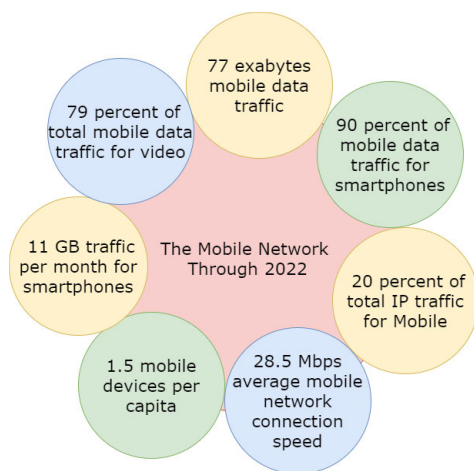 77 exabytes
mobile data
traffic
90 percent of
mobile data
traffic for
smartphones
20 percent of
total IP traffic
for Mobile
28.5 Mbps
average mobile
network
connection
speed
1.5 mobile
devices per
capita
11 GB traffic
per month for
smartphones
79 percent of
total mobile data
traffic for video
The Mobile Network
Through 2022